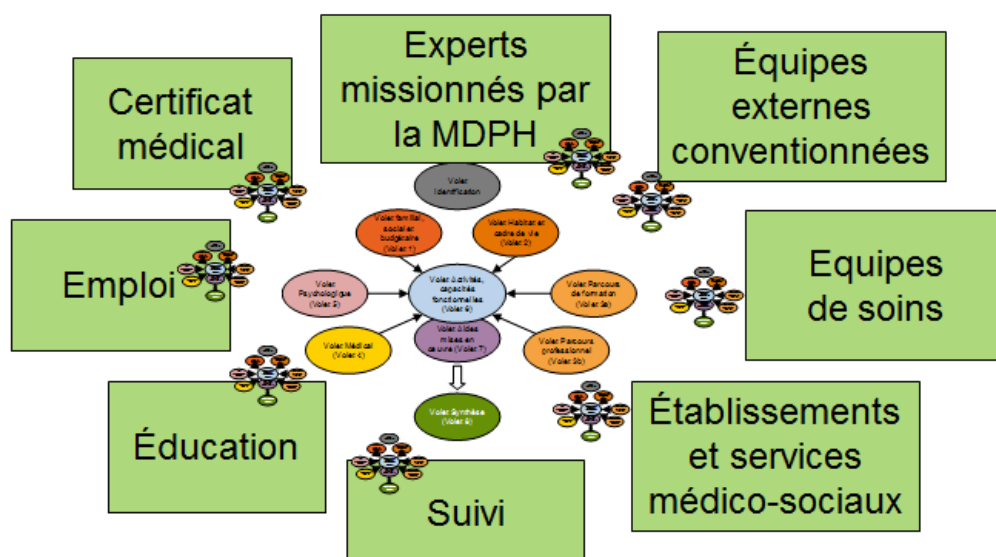 Experts
missionnés par
la MDPH
Équipes
externes
conventionnées
Certificat
médical
Volet
Identification
Volet familial,
social et
budgétaire
(Volet 1)
Volet Habitat et
cadre de vie
(Volet 2)
Emploi
Volet
Psychologique
(Volet 5)
Volet Activités,
capacités
fonctionnelles
(Volet 6)
Volet Parcours
de formation
(Volet 3a)
Equipes
de soins
Volet Médical
(Volet 4)
Volet Aides
mises en
œuvre (Volet 7)
Volet Parcours
professionnel
(Volet 3b)
Éducation
Volet Synthèse
(Volet 8)
Établissements
et services
médico-sociaux
Suivi